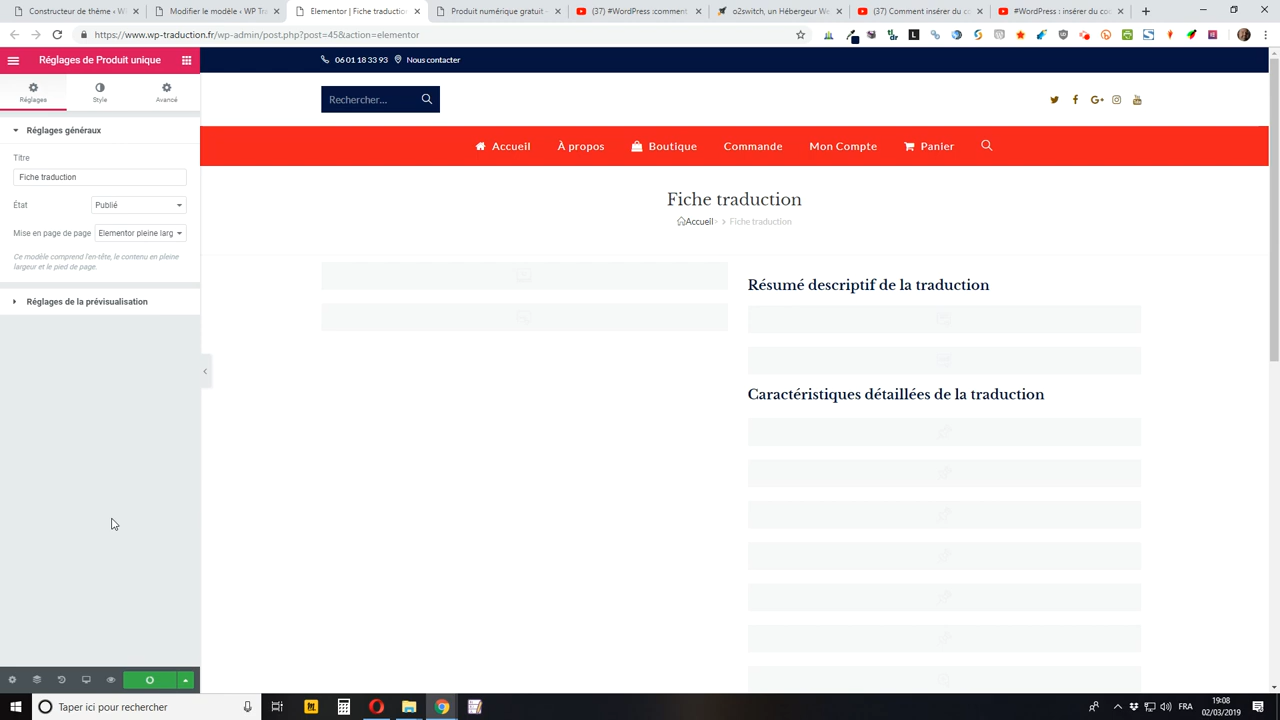 Constructeur de thème
Modifier le modèle ‹ WP Tra
Elementor | Fiche traduction
Produit numérique gratuit -
(37) #WordPress :comment
o2switch, un Hébergeur We
(37) Comment insérer du co
#WordPress : insérer du coc
https://www.wp-traduction.fr/wp-admin/post.php?post=45&action=elementor
Réglages de Produit unique
Réglages
Style
Avancé
Réglages généraux
Titre
Fiche traduction
État
Publié
Mise en page de page
Elementor pleine larg
Ce modèle comprend l'en-tête, le contenu en pleine
largeur et le pied de page.
Réglages de la prévisualisation
06 01 18 33 93 Nous contacter
Rechercher...
Accueil À propos Boutique Commande Mon Compte Panier
Fiche traduction
Accueil > Fiche traduction
Résumé descriptif de la traduction
Caractéristiques détaillées de la traduction
Taper ici pour rechercher
FRA
19:08
02/03/2019